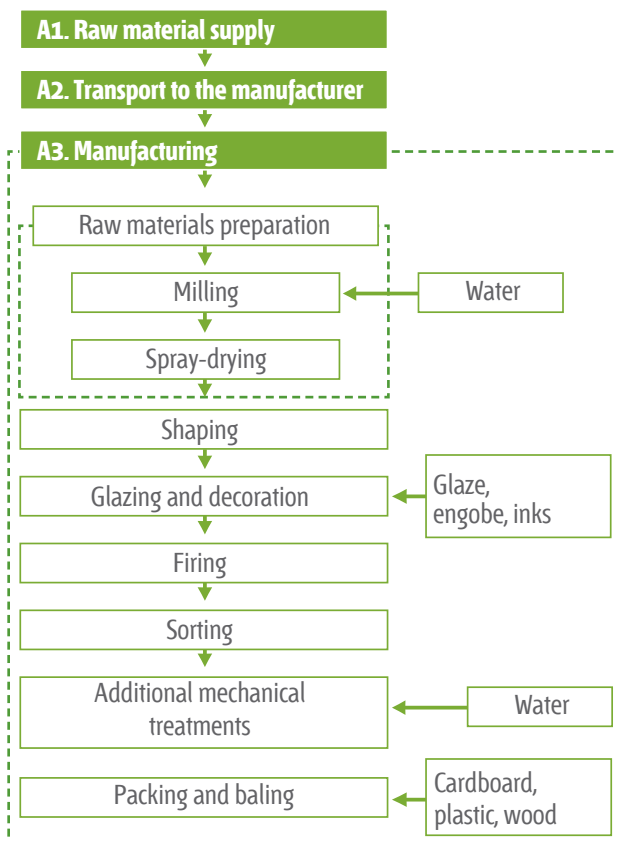 A1. Raw material supply
A2. Transport to the manufacturer
A3. Manufacturing
Raw materials preparation
Milling
Water
Spray-drying
Shaping
Glazing and decoration
Glaze,
engobe, inks
Firing
Sorting
Additional mechanical
treatments
Water
Packing and baling
Cardboard,
plastic, wood